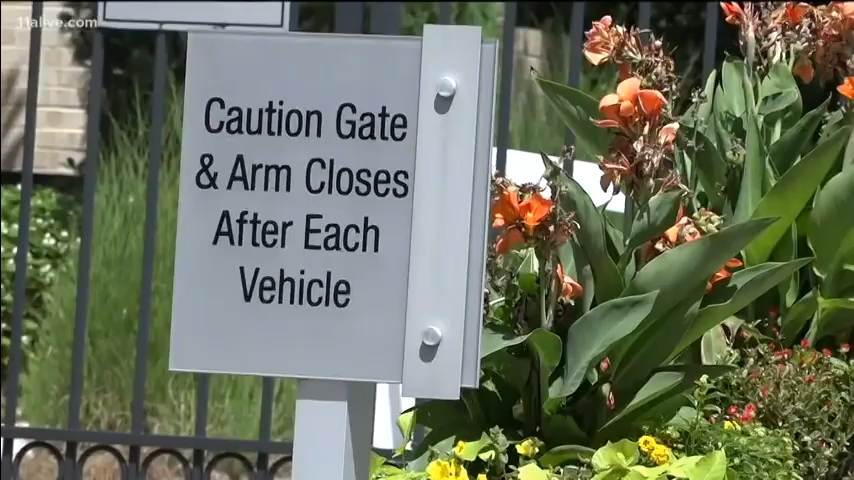 11alive.com
Caution Gate
& Arm Closes
After Each
Vehicle